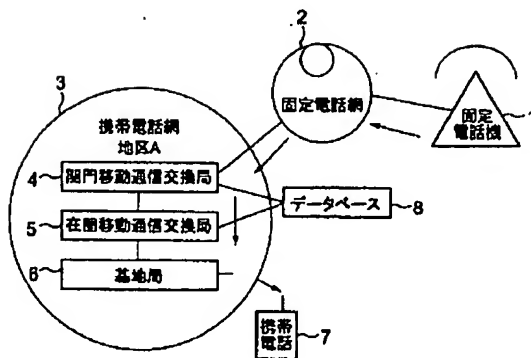 2
固定電話網
固定
電話機
1
3
携帯電話網
地区A
4
関門移動通信交換局
5
在圏移動通信交換局
6
基地局
データベース
8
携帯
電話
7